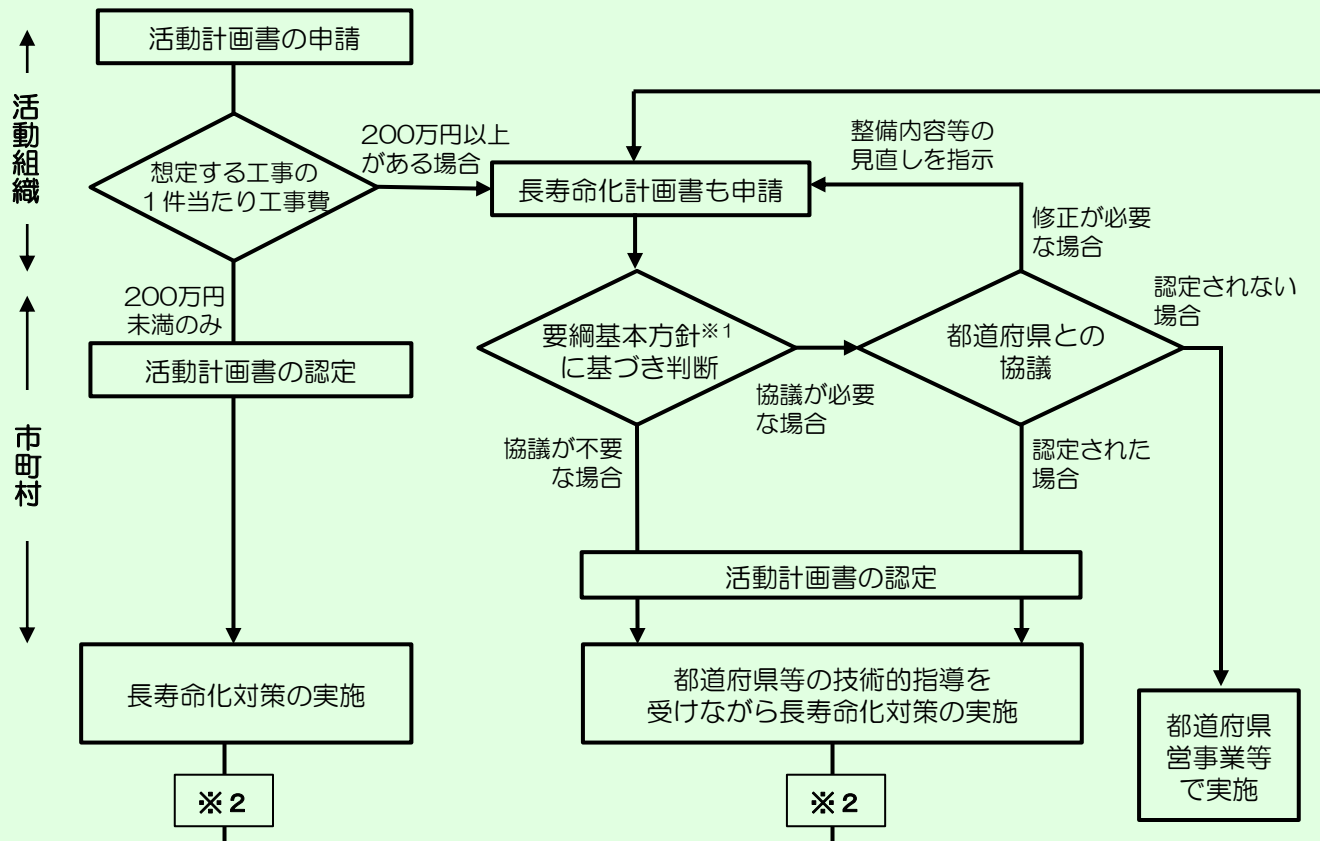 活動計画書の申請
活動組織
想定する工事の
１件当たり工事費
200万円以上
がある場合
長寿命化計画書も申請
整備内容等の
見直しを指示
修正が必要
な場合
200万円
未満のみ
活動計画書の認定
市町村
要綱基本方針※1
に基づき判断
協議が必要
な場合
都道府県との
協議
認定されない
場合
協議が不要
な場合
認定された
場合
活動計画書の認定
長寿命化対策の実施
都道府県等の技術的指導を
受けながら長寿命化対策の実施
都道府県
営事業等
で実施
※2
※2